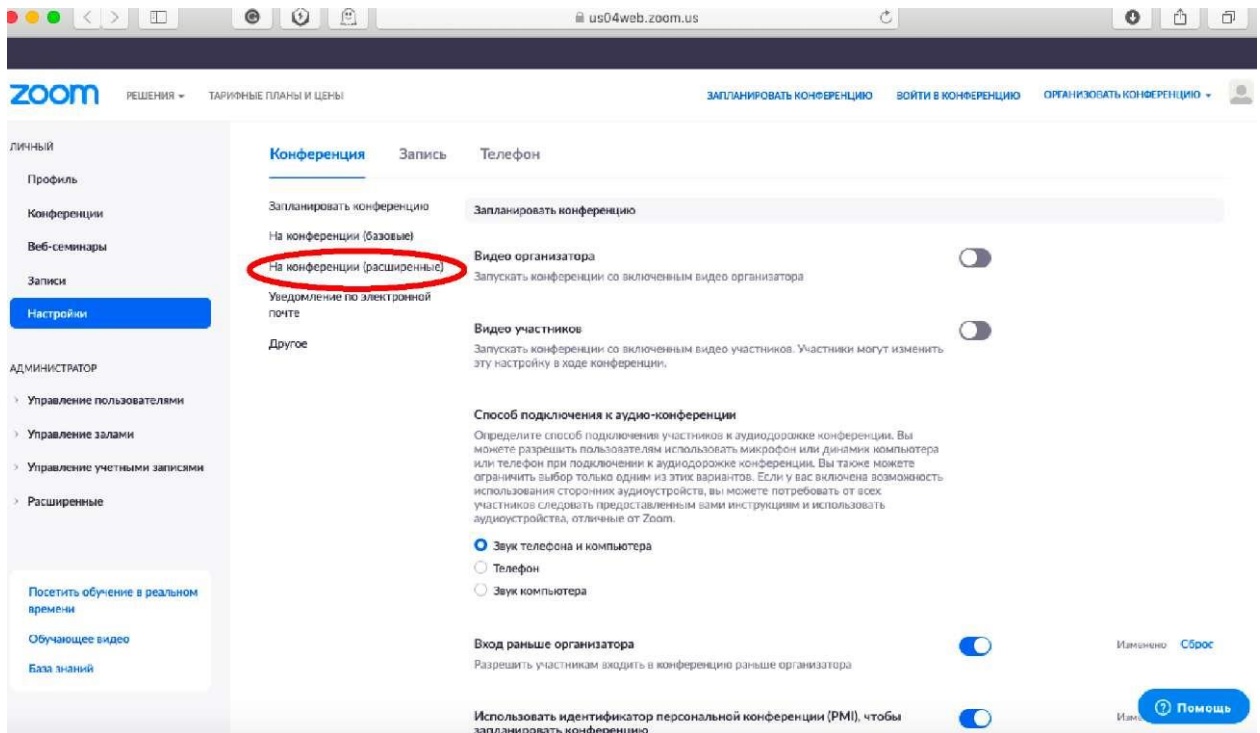 us04web.zoom.us
zoom
РЕШЕНИЯ
ТАРИФНЫЕ ПЛАНЫ И ЦЕНЫ
ЗАПЛАНИРОВАТЬ КОНФЕРЕНЦИЮ
ВОЙТИ В КОНФЕРЕНЦИЮ
ОРГАНИЗОВАТЬ КОНФЕРЕНЦИЮ
ЛИЧНЫЙ
Профиль
Конференции
Веб-семинары
Записи
Настройки
АДМИНИСТРАТОР
Управление пользователями
Управление залами
Управление учетными записями
Расширенные
Посетить обучение в реальном
времени
Обучающее видео
База знаний
Конференция
Запись
Телефон
Запланировать конференцию
На конференции (базовые)
На конференции (расширенные)
Уведомление по электронной
почте
Другое
Запланировать конференцию
Видео организатора
Запускать конференции со включенным видео организатора
Видео участников
Запускать конференции со включенным видео участников. Участники могут изменить
эту настройку в ходе конференции.
Способ подключения к аудио-конференции
Определите способ подключения участников к аудиодорожке конференции. Вы
можете разрешить пользователям использовать микрофон или динамик компьютера
или телефон при подключении к аудиодорожке конференции. Вы также можете
ограничить выбор только одним из этих вариантов. Если у вас включена возможность
использования сторонних аудиоустройств, вы можете потребовать от всех
участников следовать предоставленным вами инструкциям и использовать
аудиоустройства, отличные от Zoom.
Звук телефона и компьютера
Телефон
Звук компьютера
Вход раньше организатора
Разрешить участникам входить в конференцию раньше организатора
Изменено Сброс
Использовать идентификатор персональной конференции (PMI), чтобы
запланировать конференцию
Помощь